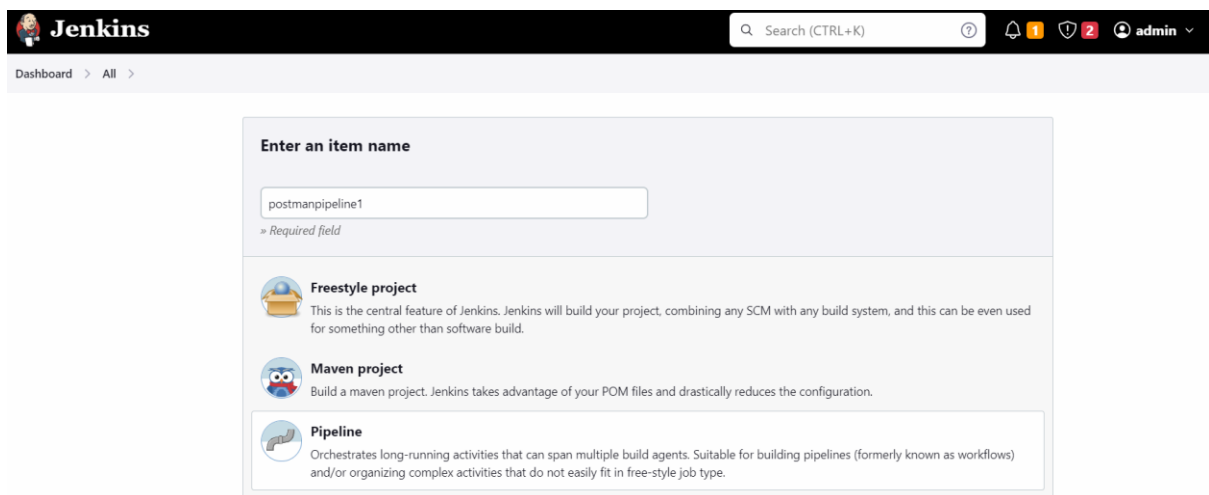 Jenkins
Search (CTRL+K)
1
2
admin
Dashboard > All >
Enter an item name
postmanpipeline1
» Required field
Freestyle project
This is the central feature of Jenkins. Jenkins will build your project, combining any SCM with any build system, and this can be even used
for something other than software build.
Maven project
Build a maven project. Jenkins takes advantage of your POM files and drastically reduces the configuration.
Pipeline
Orchestrates long-running activities that can span multiple build agents. Suitable for building pipelines (formerly known as workflows)
and/or organizing complex activities that do not easily fit in free-style job type.